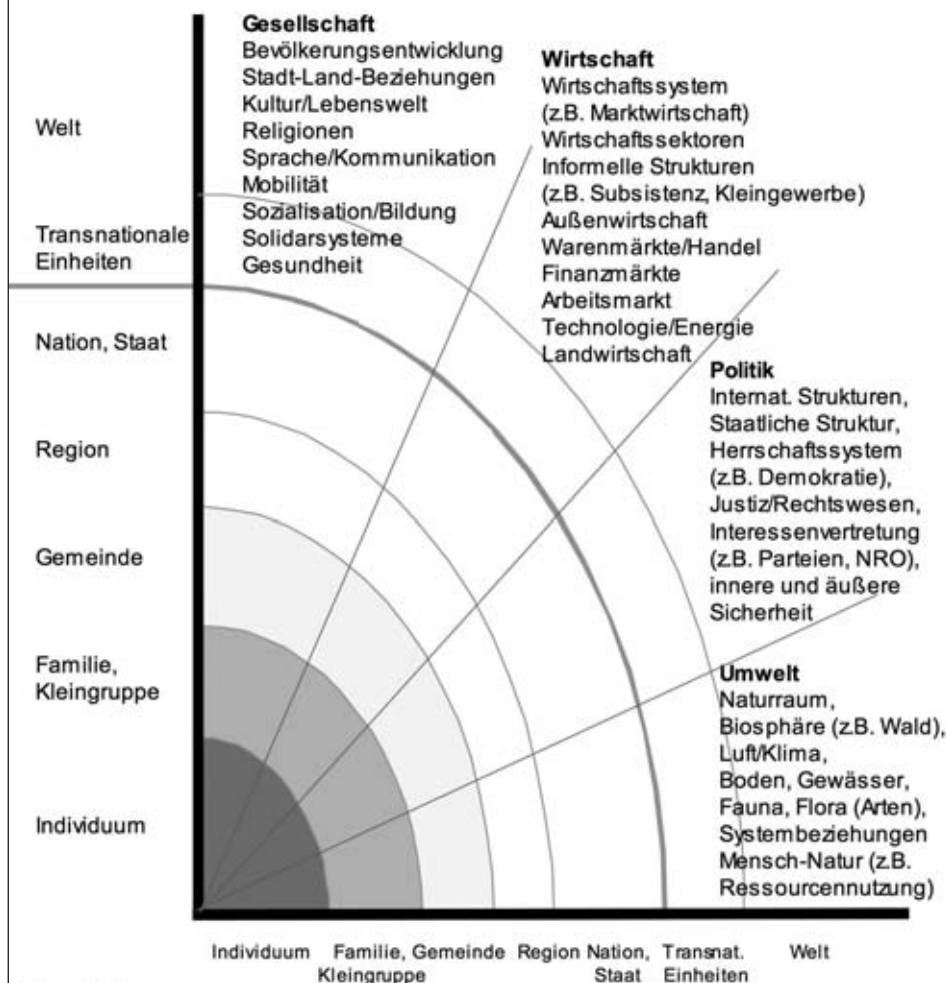 Gesellschaft
Bevölkerungsentwicklung
Stadt-Land-Beziehungen
Kultur/Lebenswelt
Religionen
Sprache/Kommunikation
Mobilität
Sozialisation/Bildung
Solidarsysteme
Gesundheit
Wirtschaft
Wirtschaftssystem
(z.B. Marktwirtschaft)
Wirtschaftssektoren
Informelle Strukturen
(z.B. Subsistenz, Kleingewerbe)
Außenwirtschaft
Warenmärkte/Handel
Finanzmärkte
Arbeitsmarkt
Technologie/Energie
Landwirtschaft
Politik
Internat. Strukturen,
Staatliche Struktur,
Herrschaftssystem
(z.B. Demokratie),
Justiz/Rechtswesen,
Interessenvertretung
(z.B. Parteien, NRO),
innere und äußere
Sicherheit
Umwelt
Naturraum,
Biosphäre (z.B. Wald),
Luft/Klima,
Boden, Gewässer,
Fauna, Flora (Arten),
Systembeziehungen
Mensch-Natur (z.B.
Ressourcennutzung)
Welt
Transnationale
Einheiten
Nation, Staat
Region
Gemeinde
Familie,
Kleingruppe
Individuum
Individuum
Familie,
Kleingruppe
Gemeinde
Region
Nation,
Staat
Transnat.
Einheiten
Welt